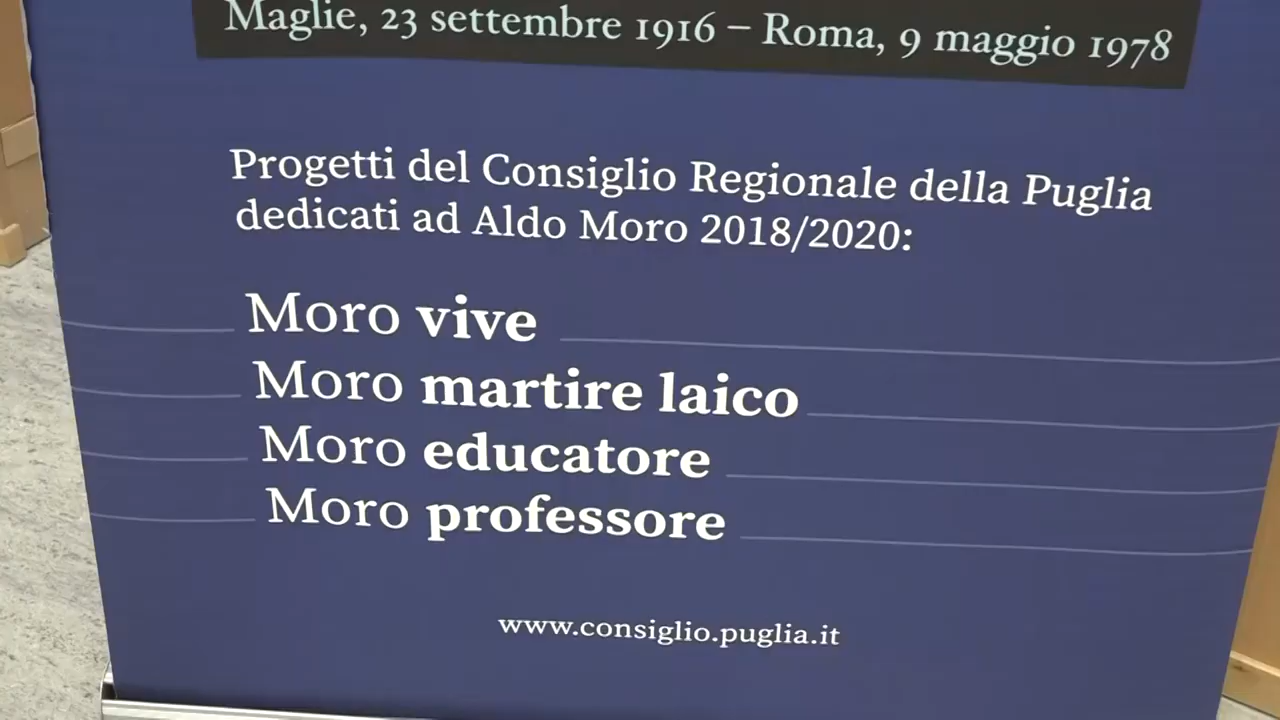 Maglie, 23 settembre 1916 – Roma, 9 maggio 1978
Progetti del Consiglio Regionale della Puglia
dedicati ad Aldo Moro 2018/2020:
Moro vive
Moro martire laico
Moro educatore
Moro professore
www.consiglio.puglia.it